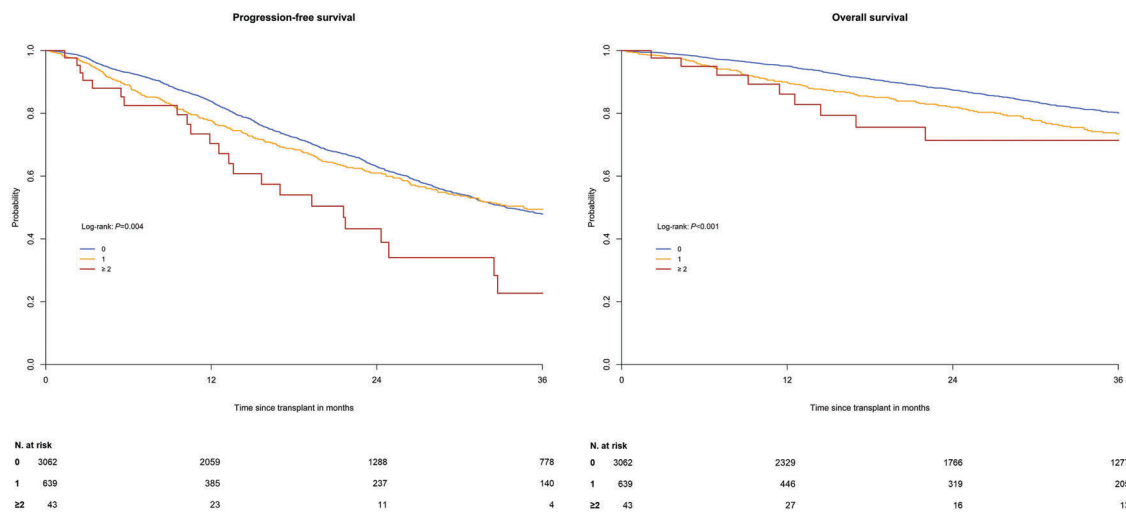 Progression-free survival
1.0
0.8
0.6
0.4
0.2
0.0
Probability
Log-rank: P=0.004
0
1
≥ 2
0 12 24 36
Time since transplant in months
N. at risk
0 3062 2059 1288 778
1 639 385 237 140
≥2 43 23 11 4
Overall survival
1.0
0.8
0.6
0.4
0.2
0.0
Probability
Log-rank: P<0.001
0
1
≥ 2
0 12 24 36
Time since transplant in months
N. at risk
0 3062 2329 1766
1 639 446 319
≥2 43 27 16